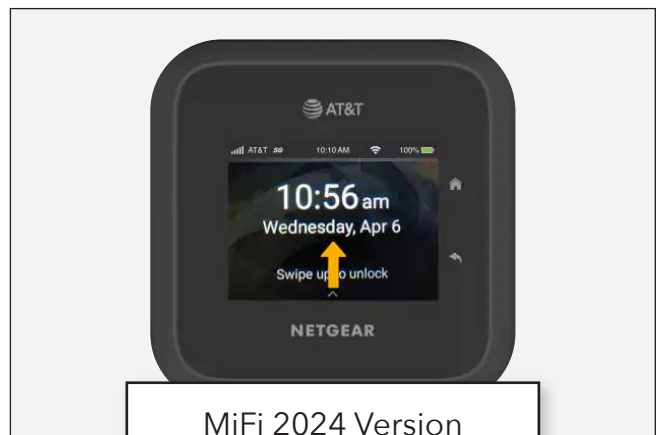 AT&T
AT&T 5G 10:10 AM 100%
10:56 am
Wednesday, Apr 6
Swipe up to unlock
NETGEAR
MiFi 2024 Version